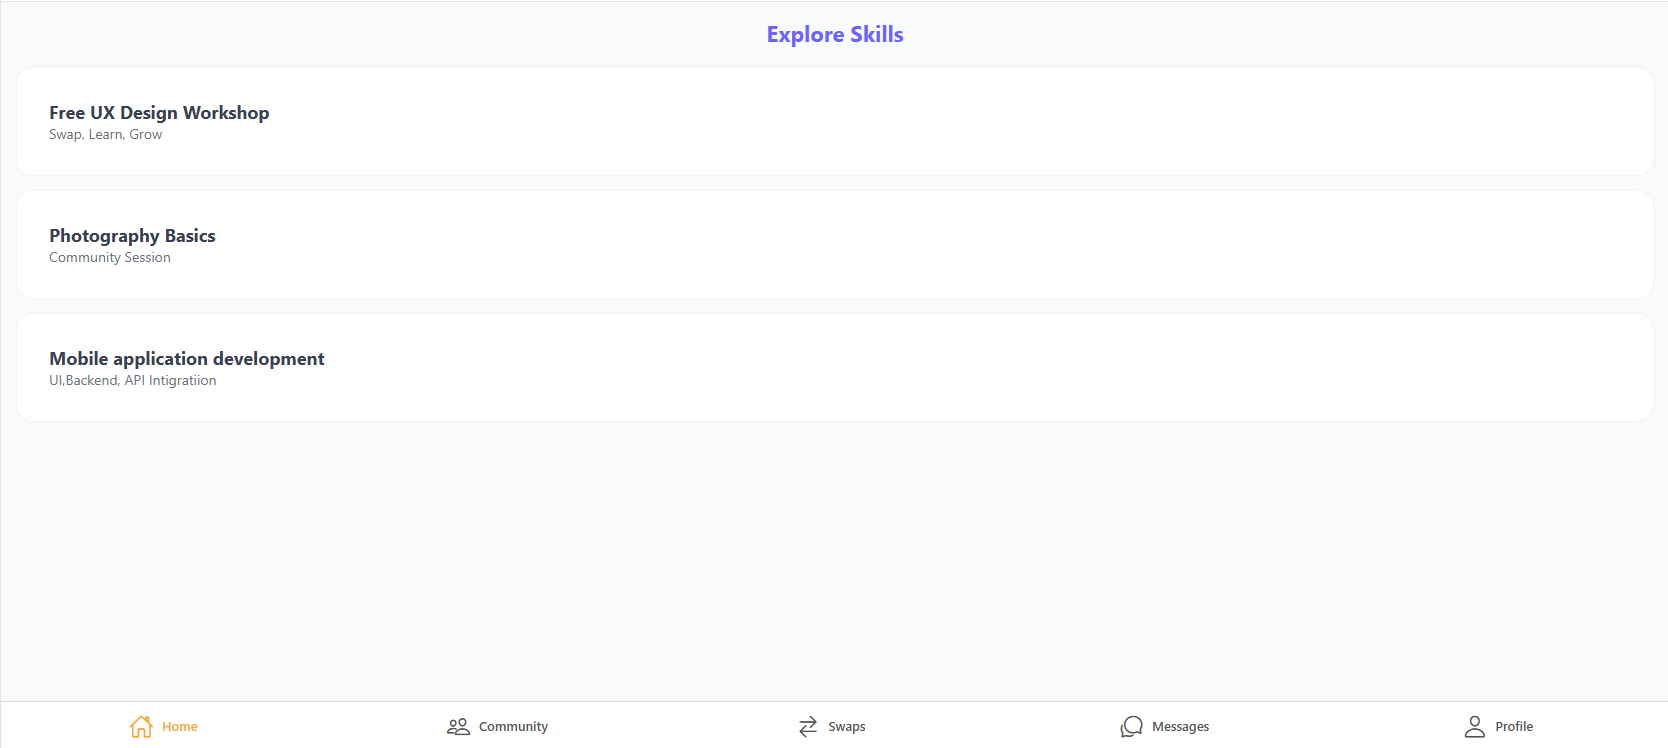 Explore Skills
Free UX Design Workshop
Swap, Learn, Grow
Photography Basics
Community Session
Mobile application development
UI,Backend, API Intigratiion
Home
Community
Swaps
Messages
Profile